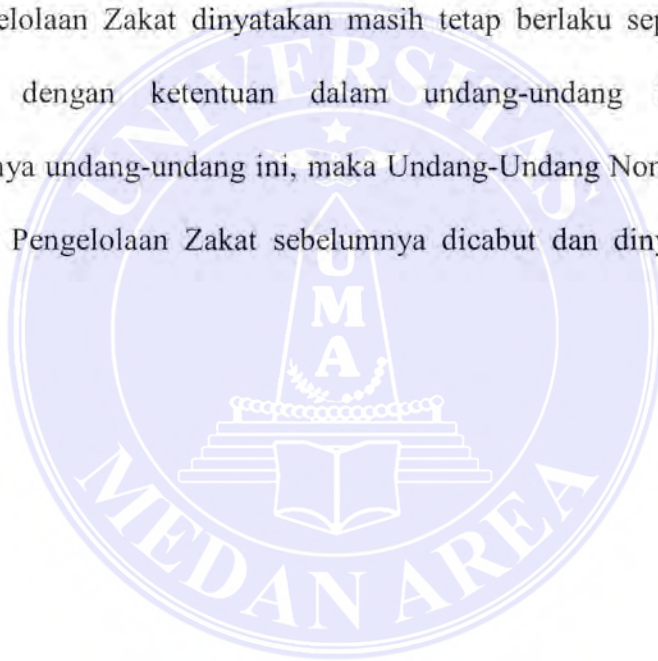 elolaan Zakat dinyatakan masih tetap berlaku sep
dengan ketentuan dalam undang-undang
nya undang-undang ini, maka Undang-Undang Nor
Pengelolaan Zakat sebelumnya dicabut dan diny
UNIVERSITAS
UMA
MEDAN AREA